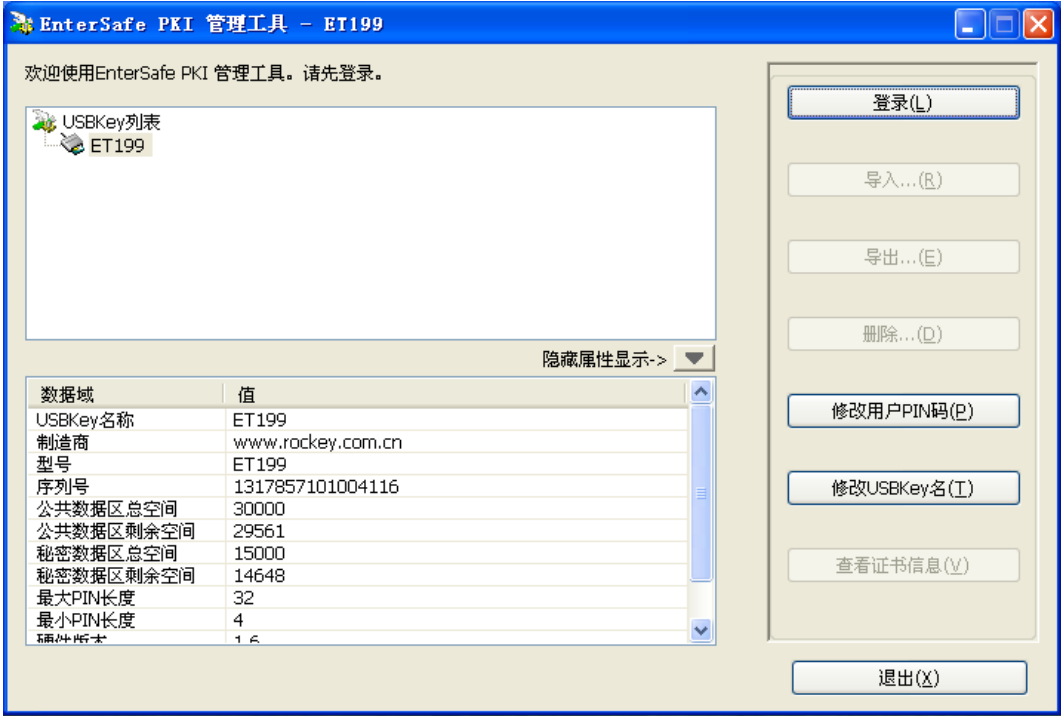 EnterSafe PKI 管理工具 - ET199
欢迎使用EnterSafe PKI 管理工具。请先登录。
USBKey列表
ET199
隐藏属性显示->
数据域 值
USBKey名称 ET199
制造商 www.rockey.com.cn
型号 ET199
序列号 1317857101004116
公共数据区总空间 30000
公共数据区剩余空间 29561
秘密数据区总空间 15000
秘密数据区剩余空间 14648
最大PIN长度 32
最小PIN长度 4
硬件版本 1.6
登录(L)
导入...(R)
导出...(E)
删除...(D)
修改用户PIN码(P)
修改USBKey名(T)
查看证书信息(V)
退出(X)